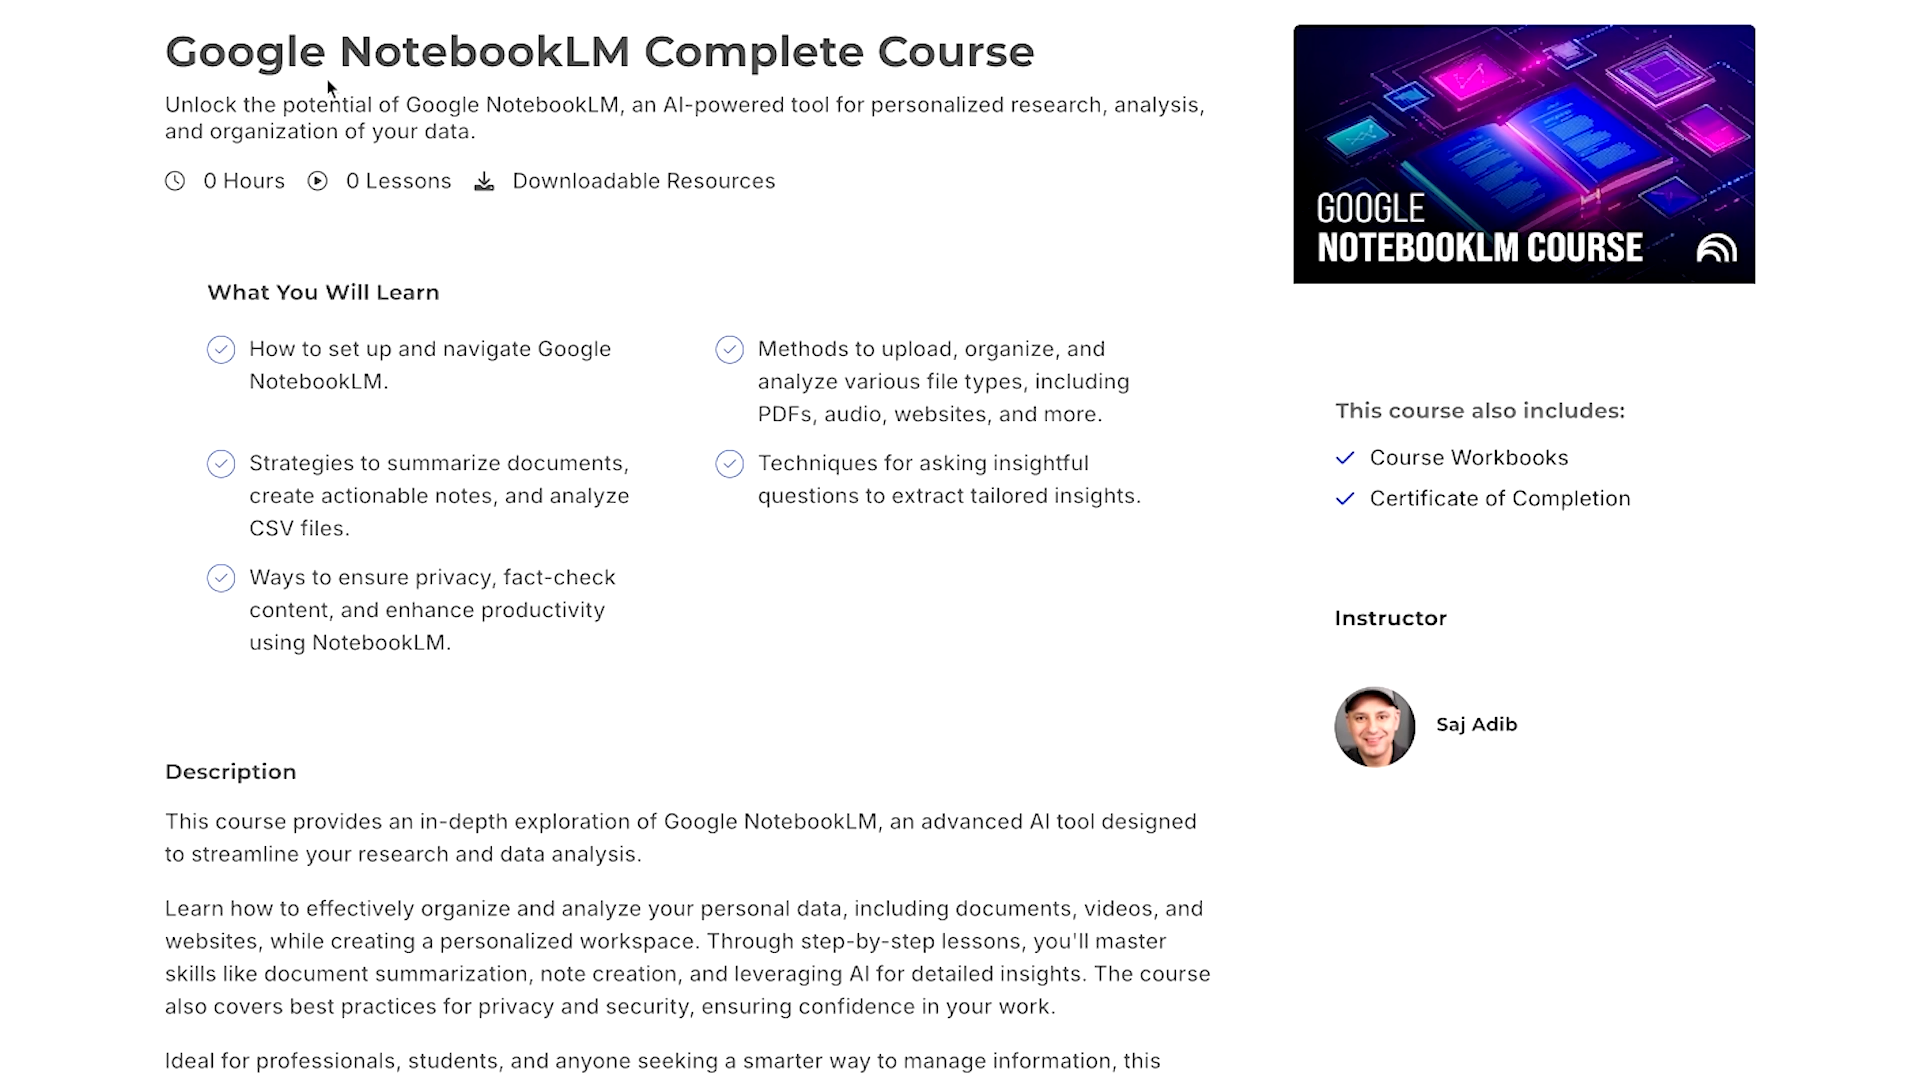 Google NotebookLM Complete Course
Unlock the potential of Google NotebookLM, an AI-powered tool for personalized research, analysis,
and organization of your data.
0 Hours 0 Lessons Downloadable Resources
What You Will Learn
How to set up and navigate Google
NotebookLM.
Methods to upload, organize, and
analyze various file types, including
PDFs, audio, websites, and more.
Strategies to summarize documents,
create actionable notes, and analyze
CSV files.
Techniques for asking insightful
questions to extract tailored insights.
Ways to ensure privacy, fact-check
content, and enhance productivity
using NotebookLM.
Description
This course provides an in-depth exploration of Google NotebookLM, an advanced AI tool designed
to streamline your research and data analysis.
Learn how to effectively organize and analyze your personal data, including documents, videos, and
websites, while creating a personalized workspace. Through step-by-step lessons, you'll master
skills like document summarization, note creation, and leveraging AI for detailed insights. The course
also covers best practices for privacy and security, ensuring confidence in your work.
Ideal for professionals, students, and anyone seeking a smarter way to manage information, this
GOOGLE
NOTEBOOKLM COURSE
This course also includes:
Course Workbooks
Certificate of Completion
Instructor
Saj Adib